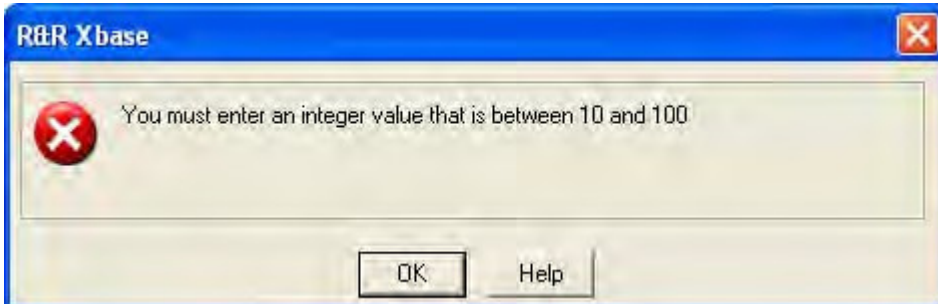 R&R Xbase
You must enter an integer value that is between 10 and 100
OK Help